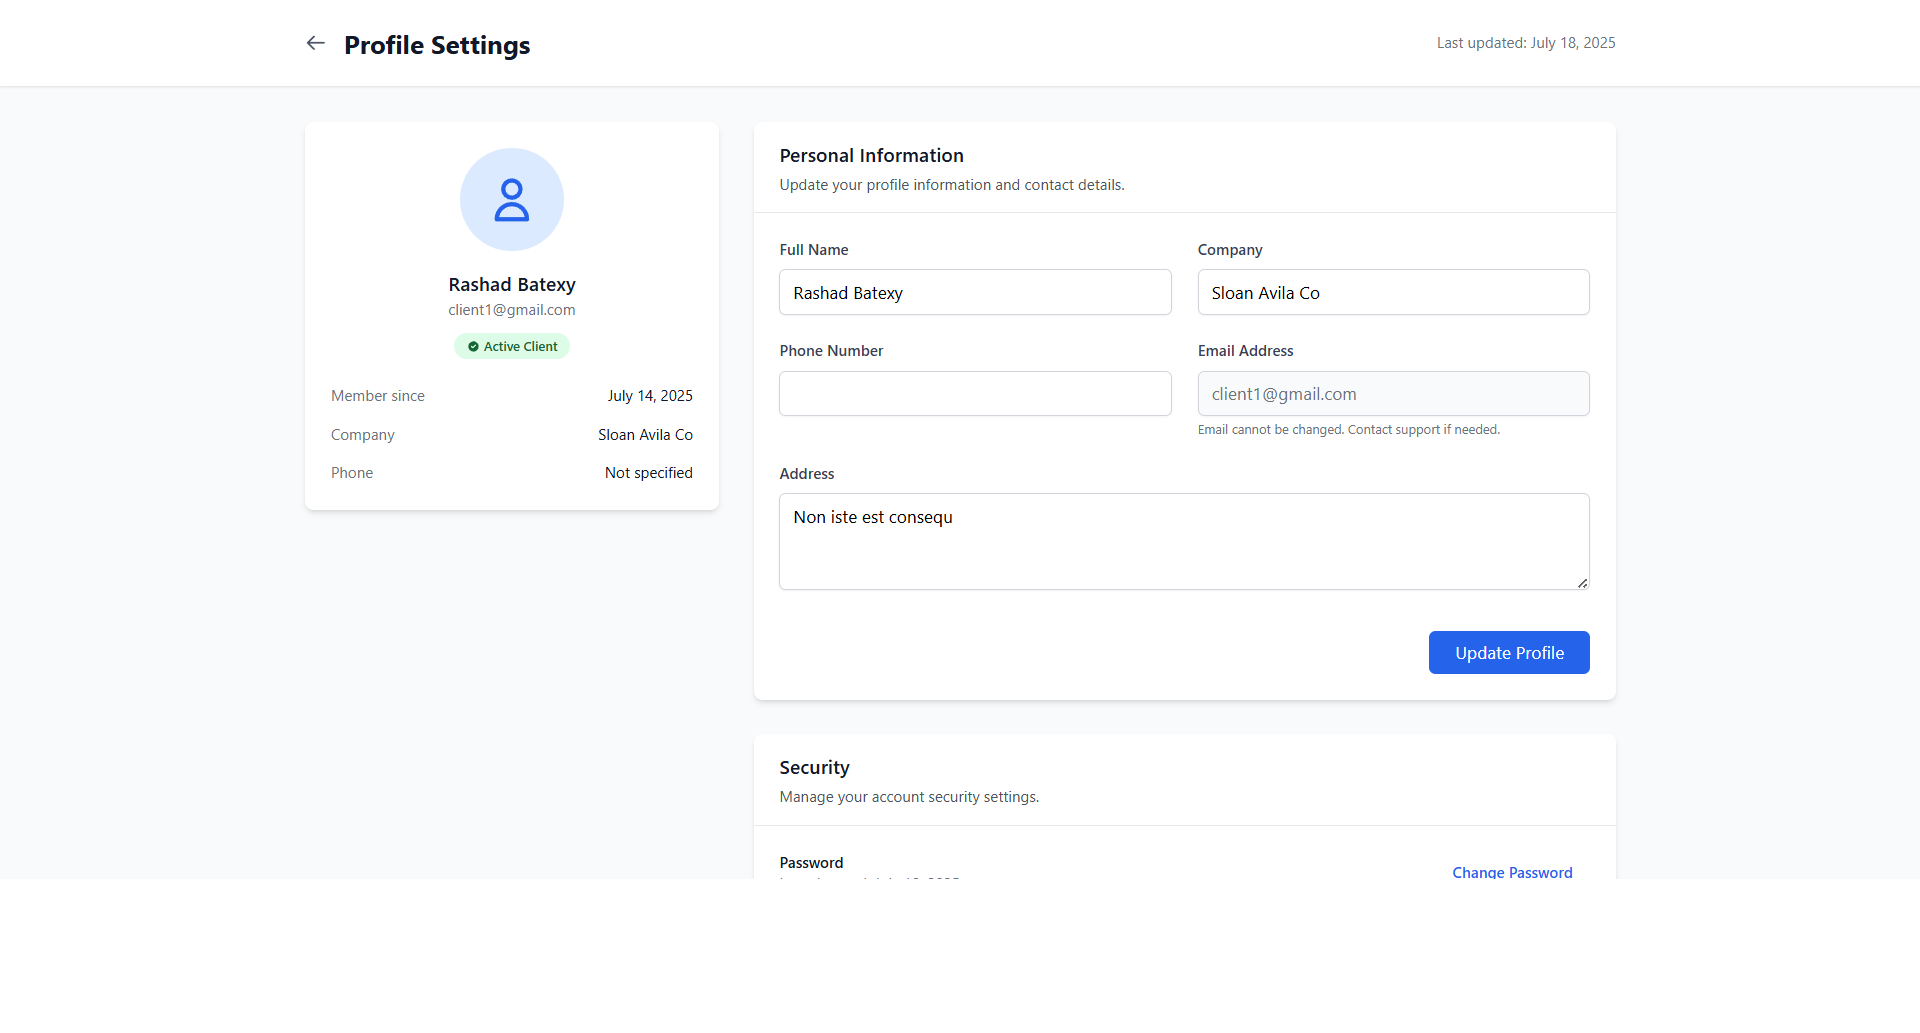 Profile Settings
Last updated: July 18, 2025
Rashad Batexy
client1@gmail.com
Active Client
Member since July 14, 2025
Company Sloan Avila Co
Phone Not specified
Personal Information
Update your profile information and contact details.
Full Name Company
Rashad Batexy Sloan Avila Co
Phone Number Email Address
client1@gmail.com
Email cannot be changed. Contact support if needed.
Address
Non iste est consequ
Update Profile
Security
Manage your account security settings.
Password
Change Password